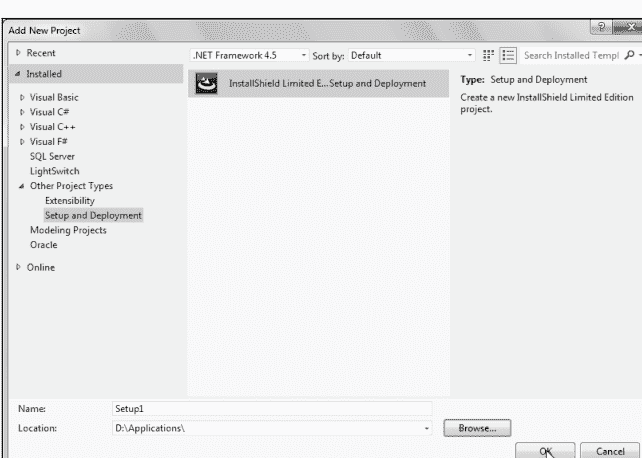 Add New Project
Recent
.NET Framework 4.5
Sort by: Default
Search Installed Templ
Installed
Visual Basic
Visual C#
Visual C++
Visual F#
SQL Server
LightSwitch
Other Project Types
Extensibility
Setup and Deployment
Modeling Projects
Oracle
Online
InstallShield Limited E... Setup and Deployment
Type: Setup and Deployment
Create a new InstallShield Limited Edition
project.
Name: Setup1
Location: D:\Applications\
Browse...
OK
Cancel